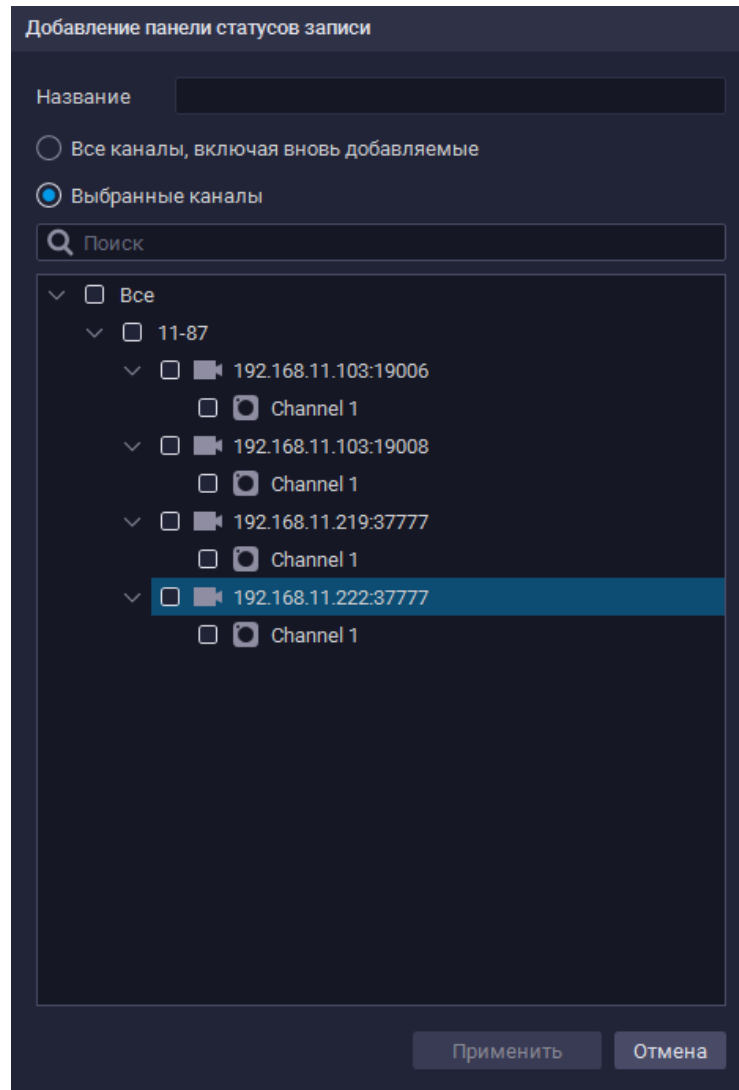 Добавление панели статусов записи
Название
Все каналы, включая вновь добавляемые
Выбранные каналы
Поиск
Все
11-87
192.168.11.103:19006
Channel 1
192.168.11.103:19008
Channel 1
192.168.11.219:37777
Channel 1
192.168.11.222:37777
Channel 1
Применить Отмена